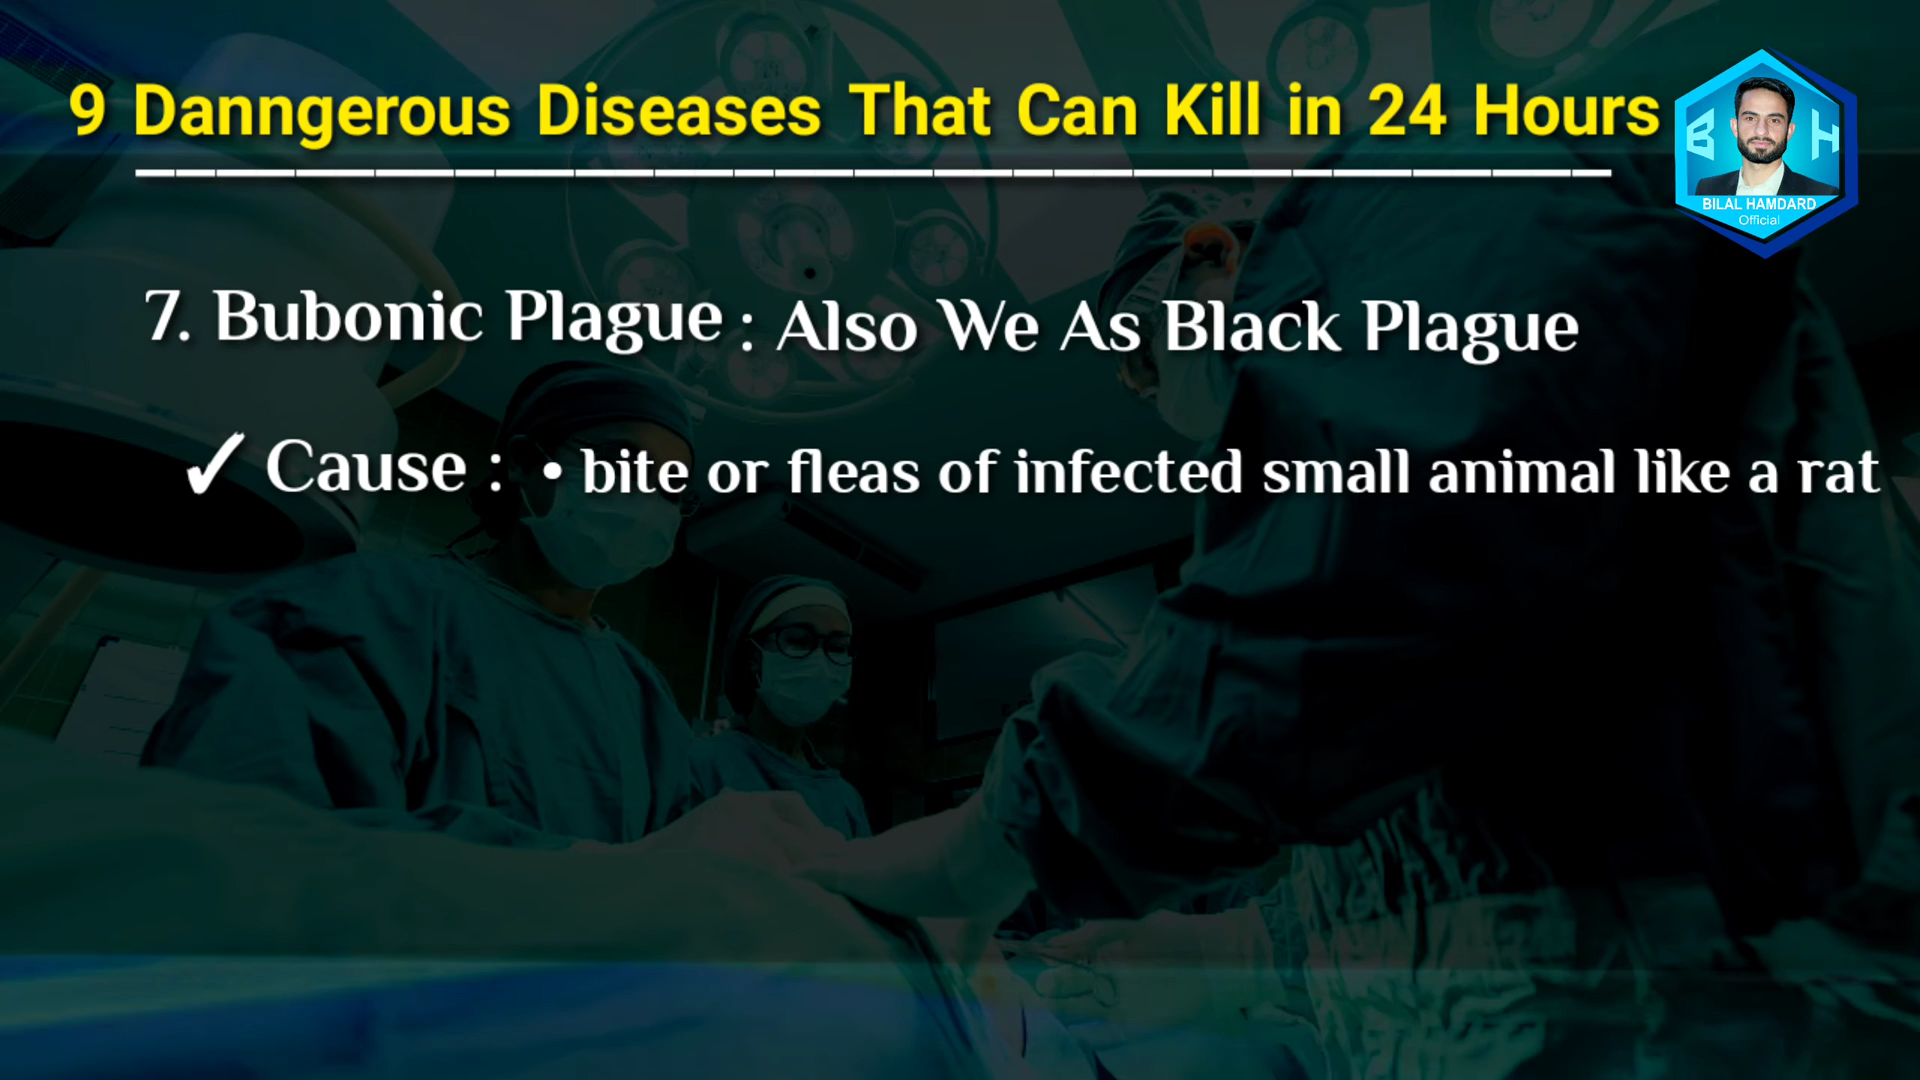 9 Danngerous Diseases That Can Kill in 24 Hours
B H
BILAL HAMDARD
Official
7. Bubonic Plague : Also We As Black Plague
✓ Cause : • bite or fleas of infected small animal like a rat